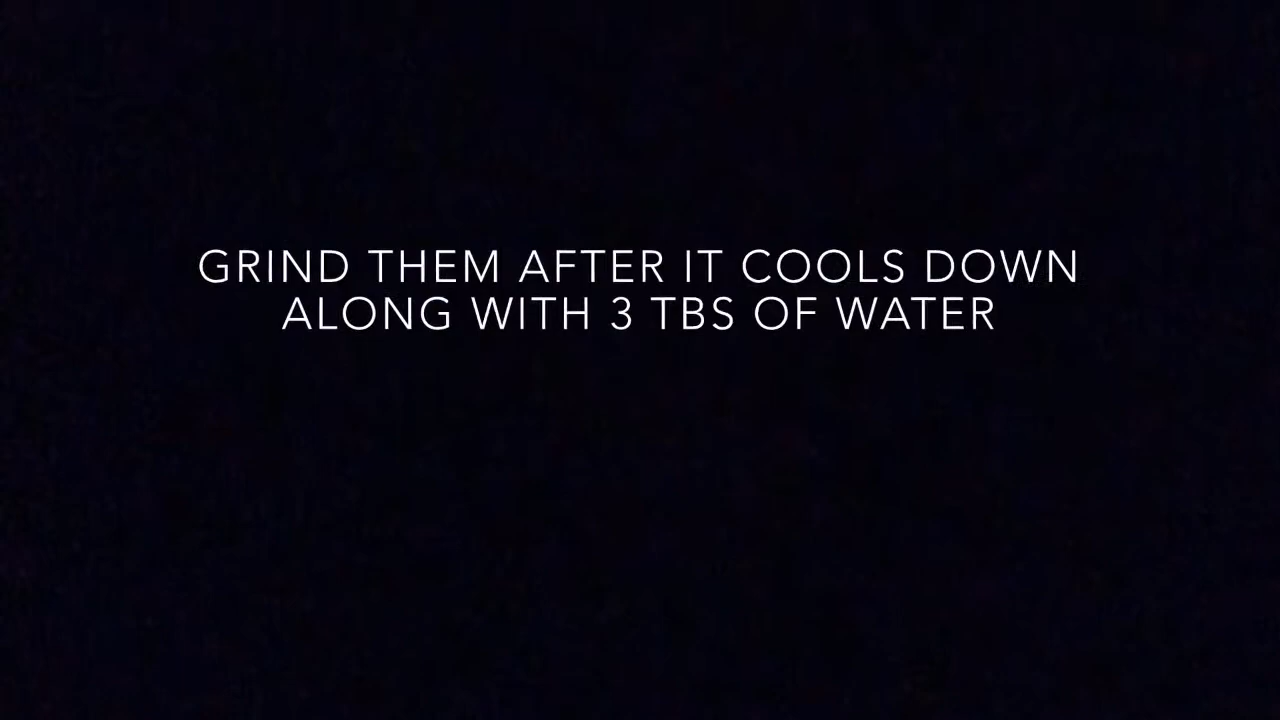 GRIND THEM AFTER IT COOLS DOWN
ALONG WITH 3 TBS OF WATER